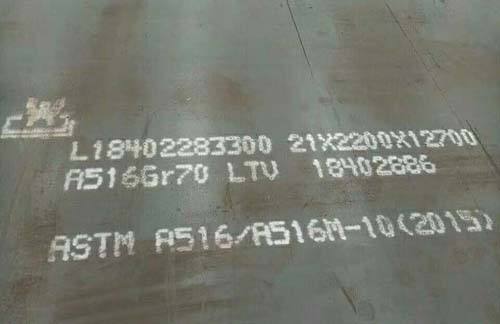 L18402283300 21X2200X12700
A516Gr70 LTV 18402886
ASTM A516/A516M-10(2015)